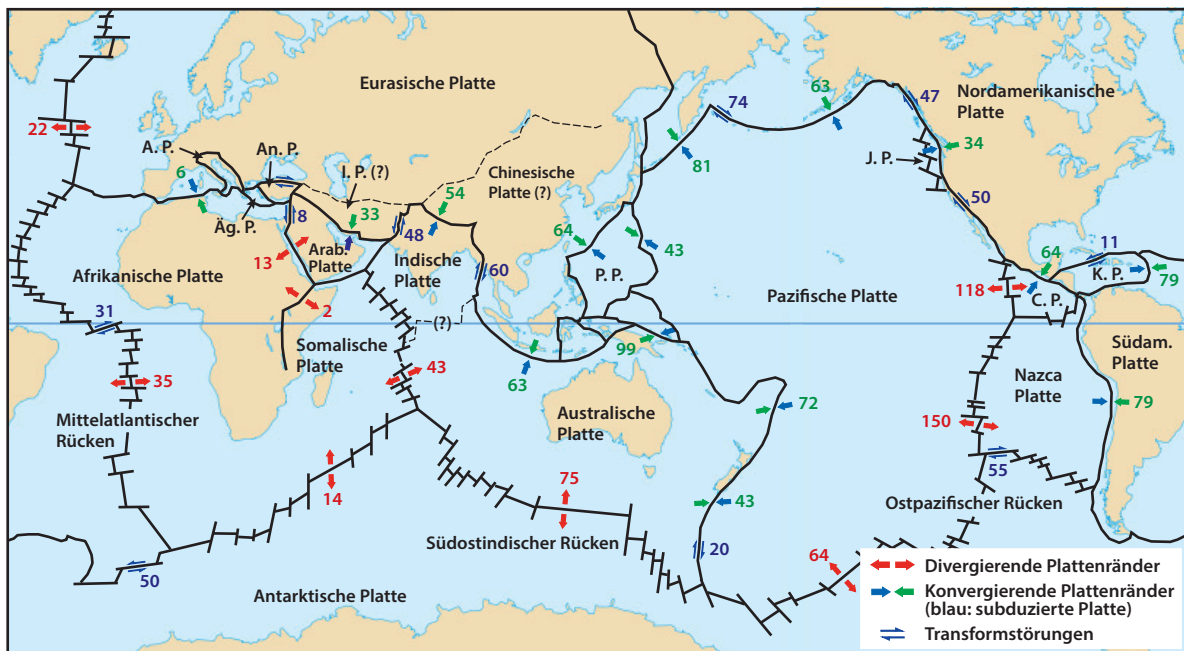 Eurasische Platte
Nordamerikanische
Platte
63
47
74
22
A. P.
An. P.
I. P. (?)
Chinesische
Platte (?)
81
34
J. P.
6
54
Äg. P.
8
33
48
50
64
43
Arab.
Platte
Indische
Platte
13
60
P. P.
64
11
K. P.
79
Afrikanische Platte
Pazifische Platte
118
C. P.
31
2
(?)
Somalische
Platte
99
Südam.
Platte
35
43
63
Nazca
Platte
Mittelatlantischer
Rücken
Australische
Platte
72
79
150
14
75
43
55
Ostpazifischer Rücken
Südostindischer Rücken
20
64
50
Antarktische Platte
Divergierende Plattenränder
Konvergierende Plattenränder
(blau: subduzierte Platte)
Transformstörungen